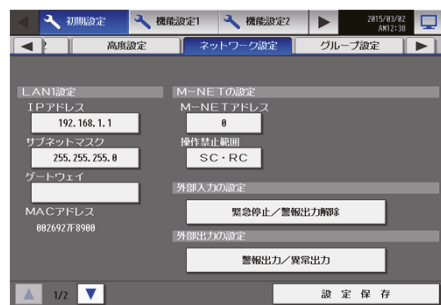 初期設定
機能設定1
機能設定2
2015/03/02
AM12:30
高度設定
ネットワーク設定
グループ設定
LAN1設定
IPアドレス
192.168.1.1
サブネットマスク
255.255.255.0
ゲートウェイ
MACアドレス
0026927F8900
M-NETの設定
M-NETアドレス
0
操作禁止範囲
SC・RC
外部入力の設定
緊急停止／警報出力解除
外部出力の設定
警報出力／異常出力
1/2
設定保存